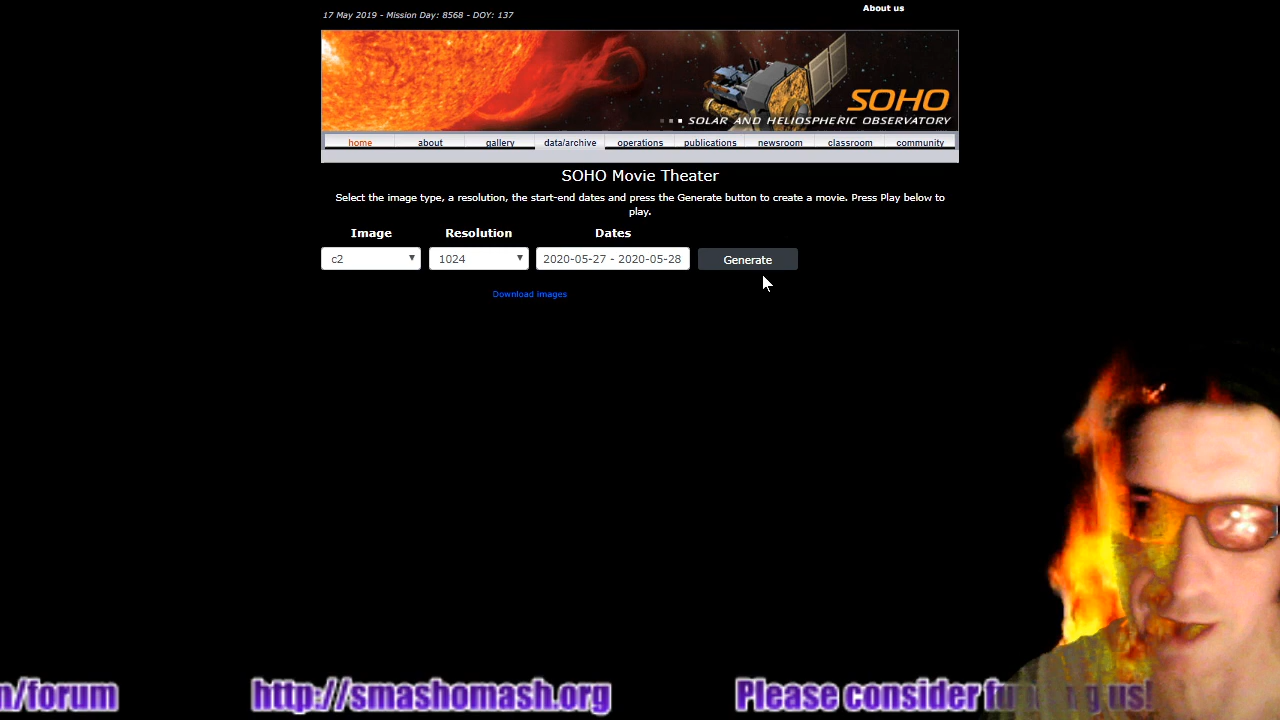 17 May 2019 - Mission Day: 8568 - DOY: 137
About us
SOHO
SOLAR AND HELIOSPHERIC OBSERVATORY
home about gallery data/archive operations publications newsroom classroom community
SOHO Movie Theater
Select the image type, a resolution, the start-end dates and press the Generate button to create a movie. Press Play below to
play.
Image Resolution Dates
c2 1024 2020-05-27 - 2020-05-28 Generate
Download images
n/forum http://smashomash.org Please consider us!